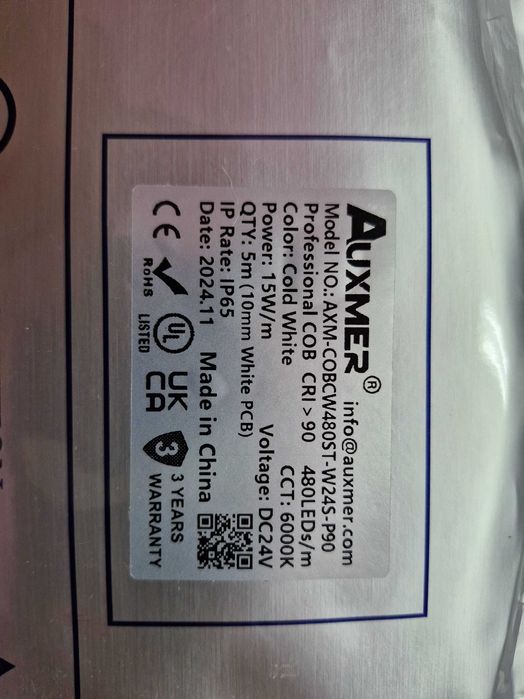 AUXMER® info@auxmer.com
Model NO.: AXM-COBCW480ST-W24S-P90
Professional COB CRI > 90 480LEDs/m
Color: Cold White CCT: 6000K
Power: 15W/m Voltage: DC24V
QTY: 5m (10mm White PCB)
IP Rate: IP65
Date: 2024.11 Made in China
CE RoHS UL LISTED UK CA 3 3 YEARS WARRANTY